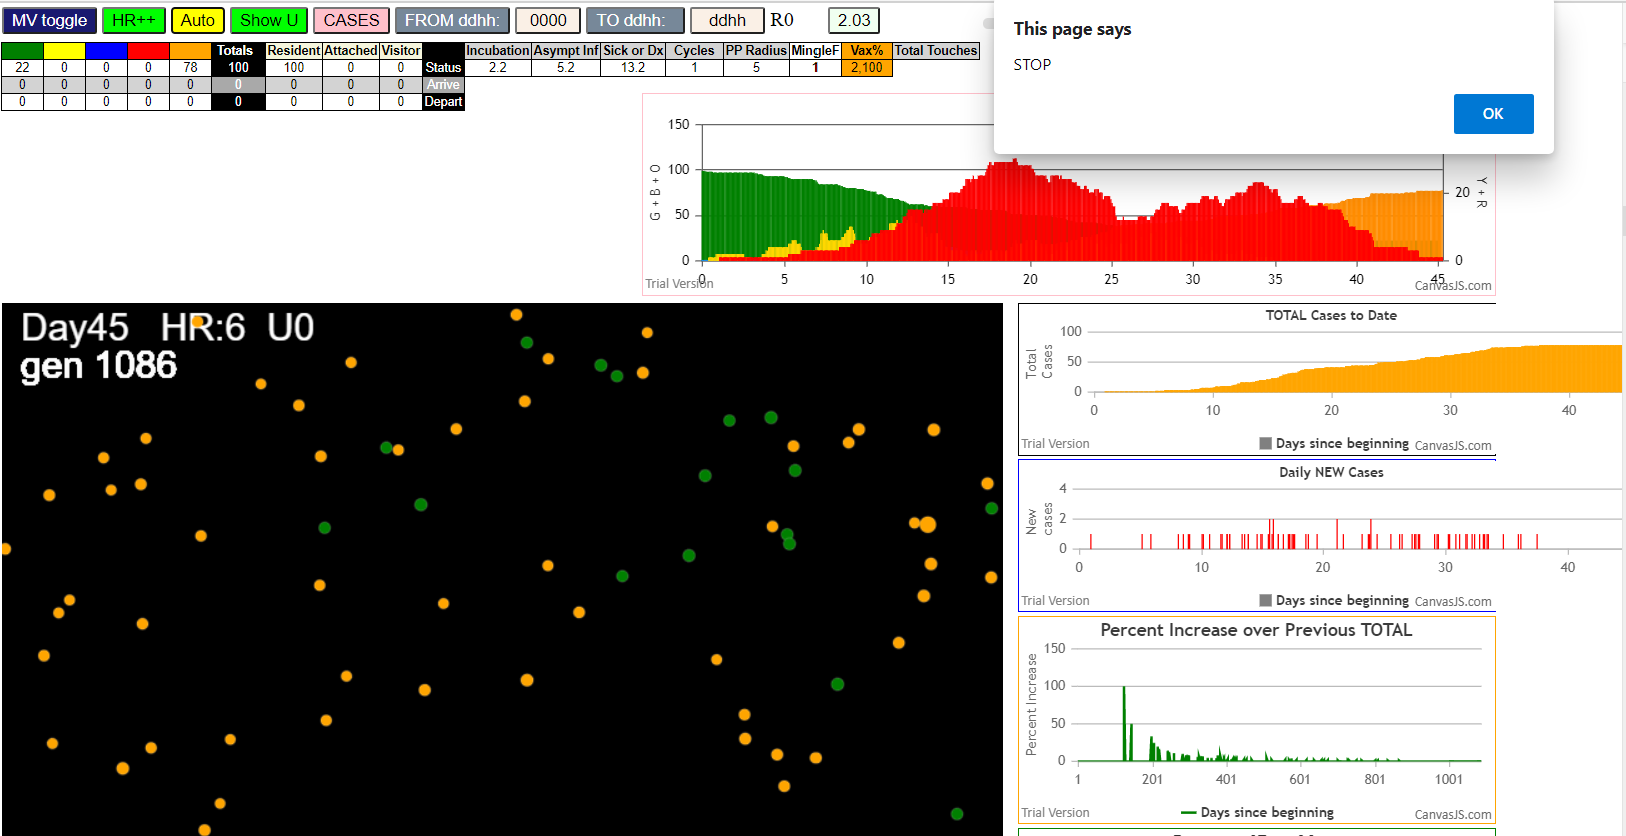 MV toggle HR++ Auto Show U CASES FROM ddhh: 0000 TO ddhh: ddhh R0 2.03
This page says
STOP
OK
Totals Resident Attached Visitor Incubation Asympt Inf Sick or Dx Cycles PP Radius MingleF Vax% Total Touches
22 0 0 0 78 100 100 0 0 Status 2.2 5.2 13.2 1 5 1 2,100
0 0 0 0 0 0 0 0 0 Arrive
0 0 0 0 0 0 0 0 0 Depart
150
100
50
0
G + B + O
20
0
Y + R
0 5 10 15 20 25 30 35 40 45
Trial Version CanvasJS.com
Day45 HR:6 U0
gen 1086
TOTAL Cases to Date
100
50
0
Total
Cases
0 10 20 30 40
Trial Version Days since beginning CanvasJS.com
Daily NEW Cases
4
2
0
New
cases
0 10 20 30 40
Trial Version Days since beginning CanvasJS.com
Percent Increase over Previous TOTAL
150
100
50
0
Percent Increase
1 201 401 601 801 1001
Trial Version Days since beginning CanvasJS.com